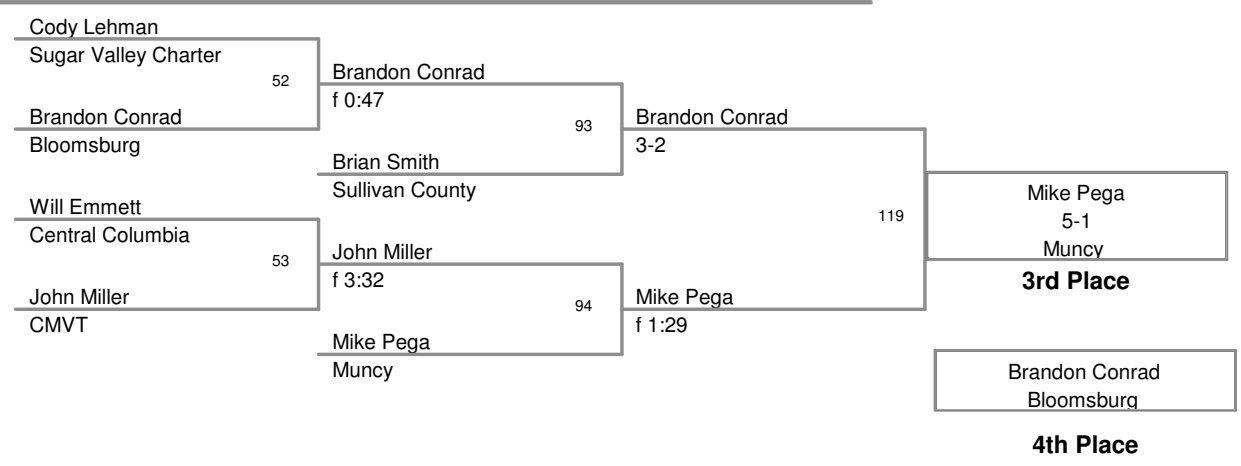 Cody Lehman
Sugar Valley Charter
52
Brandon Conrad
Bloomsburg
Will Emmett
Central Columbia
53
John Miller
CMVT
Brandon Conrad
f 0:47
93
Brian Smith
Sullivan County
John Miller
f 3:32
94
Mike Pega
Muncy
Brandon Conrad
3-2
119
Mike Pega
f 1:29
Mike Pega
5-1
Muncy
3rd Place
Brandon Conrad
Bloomsburg
4th Place